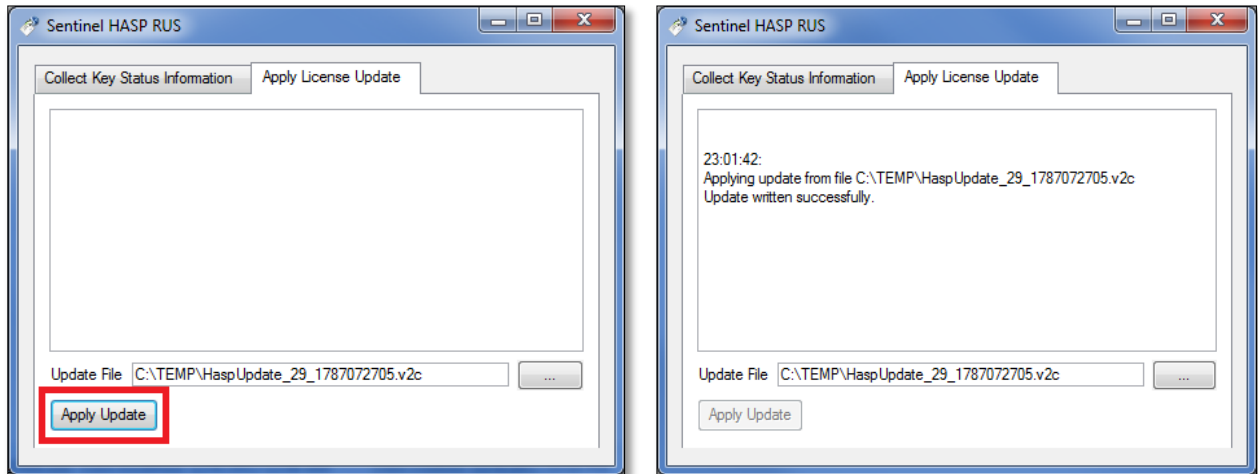 Sentinel HASP RUS
Collect Key Status Information
Apply License Update
Update File
C:\TEMP\HaspUpdate_29_1787072705.v2c
...
Apply Update
Sentinel HASP RUS
Collect Key Status Information
Apply License Update
23:01:42:
Applying update from file C:\TEMP\HaspUpdate_29_1787072705.v2c
Update written successfully.
Update File
C:\TEMP\HaspUpdate_29_1787072705.v2c
...
Apply Update